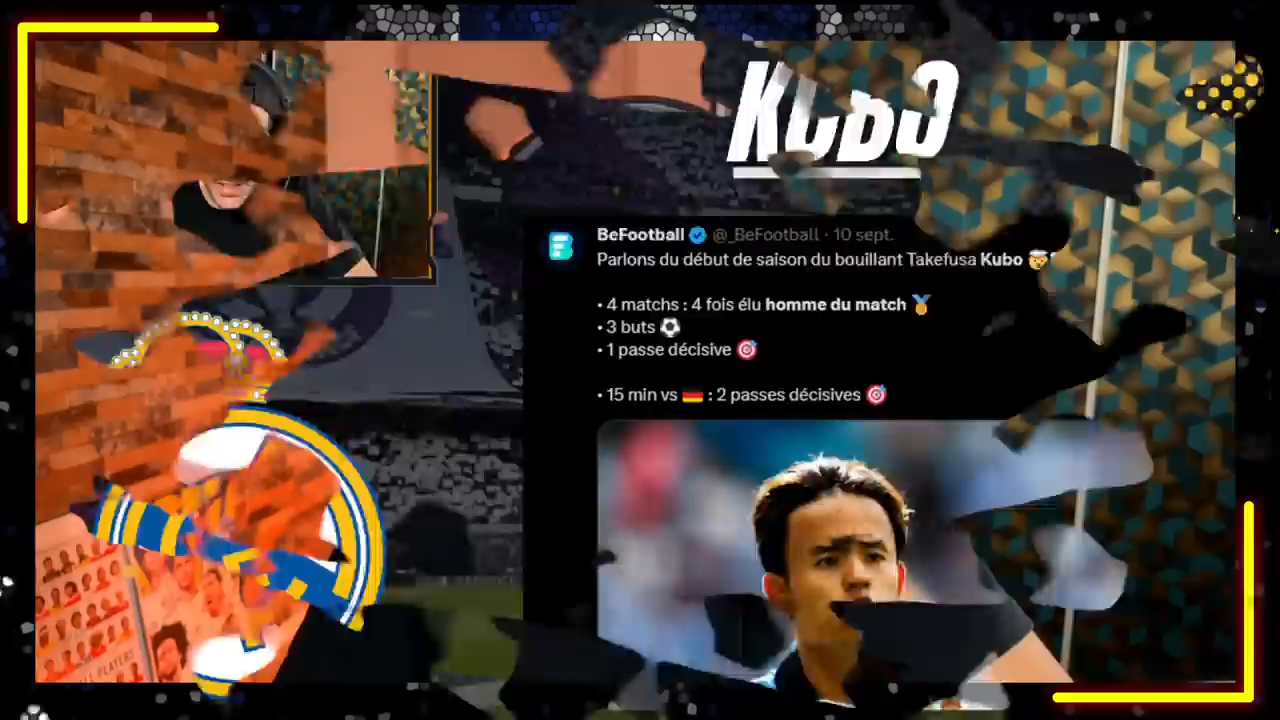 KUBO
BeFootball @_BeFootball · 10 sept.
Parlons du début de saison du bouillant Takefusa Kubo 🤯
• 4 matchs : 4 fois élu homme du match 🏅
• 3 buts ⚽
• 1 passe décisive 🎯
• 15 min vs 🇩🇪 : 2 passes décisives 🎯
PLAYERS